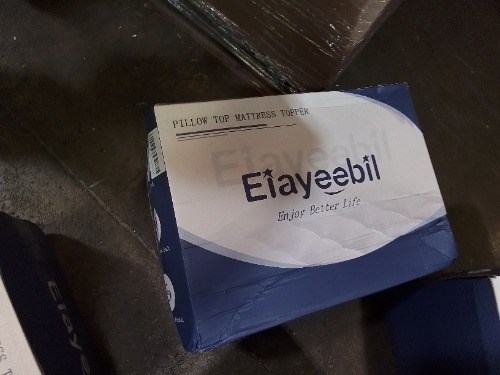 PILLOW TOP MATTRESS TOPPER
Elayeebil
Enjoy Better Life